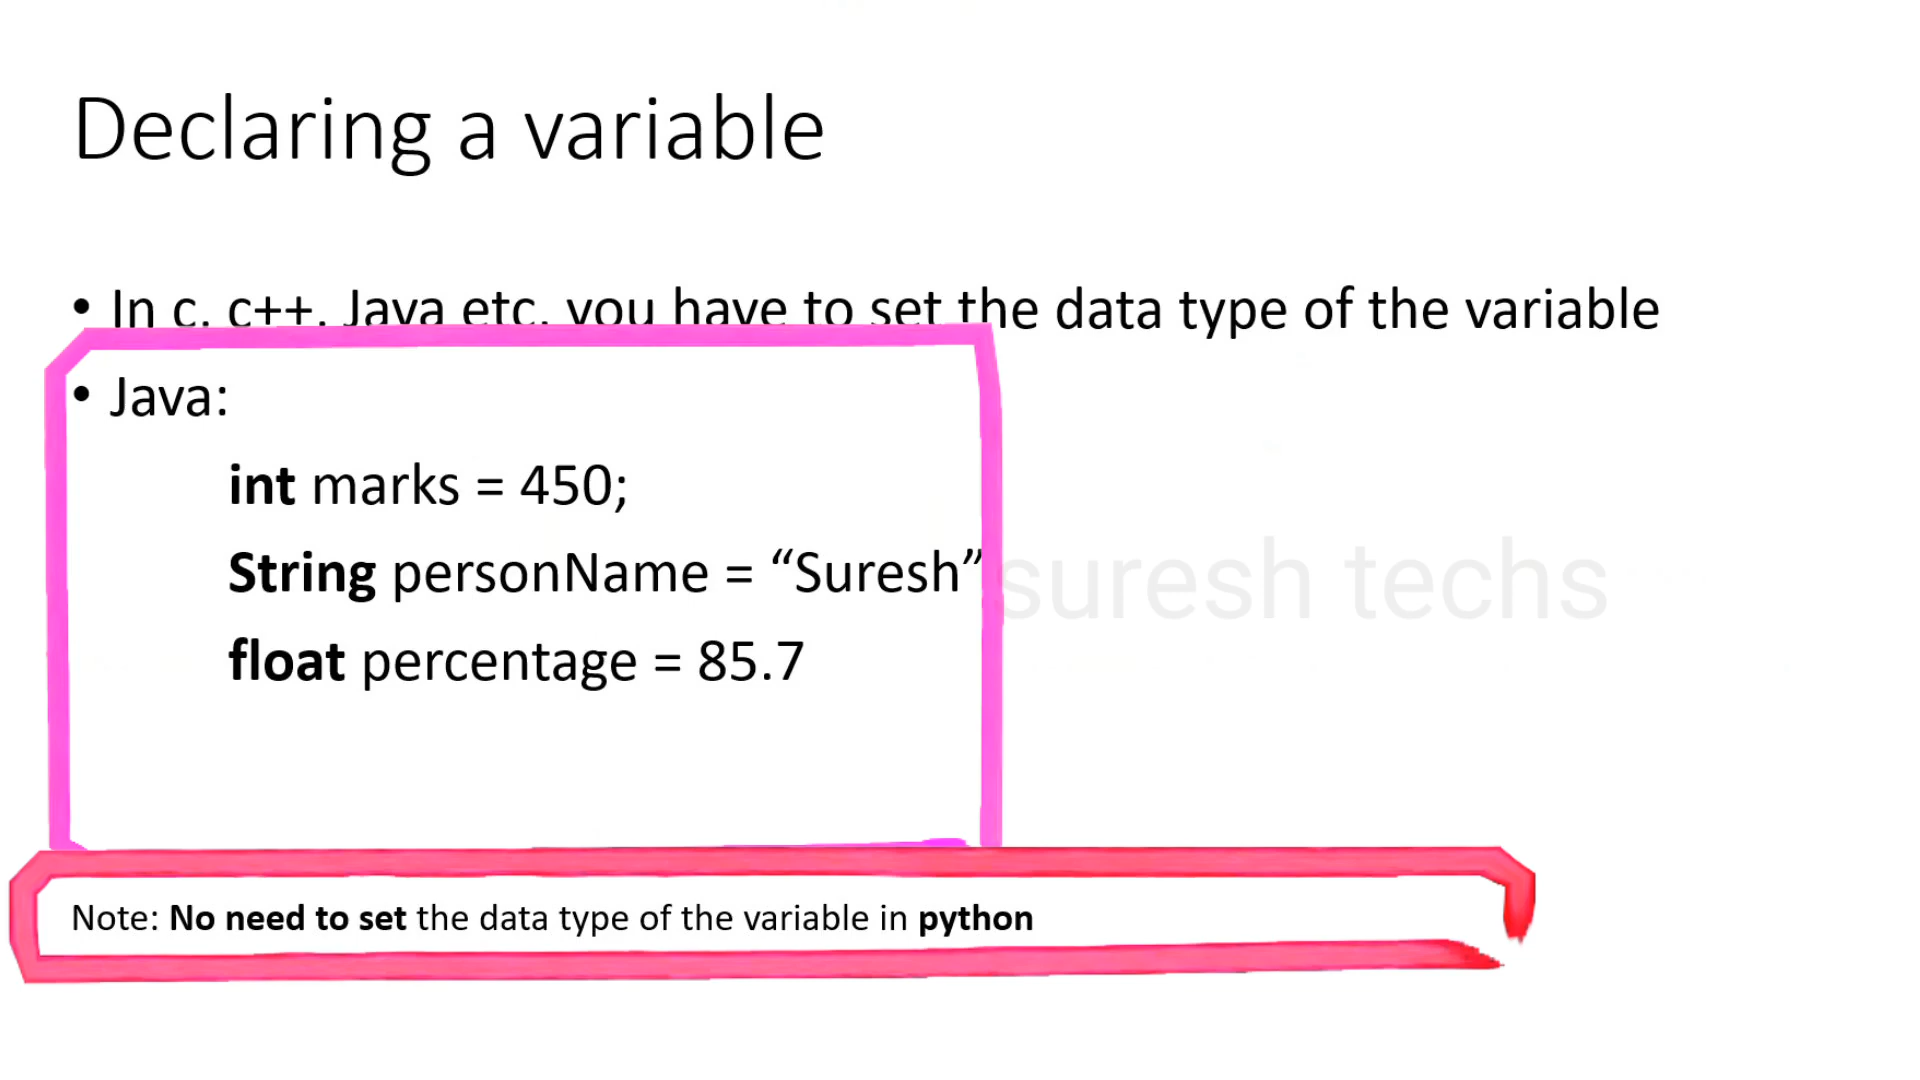 Declaring a variable
• In c, c++, Java etc. you have to set the data type of the variable
• Java:
int marks = 450;
String personName = “Suresh”
float percentage = 85.7
suresh techs
Note: No need to set the data type of the variable in python